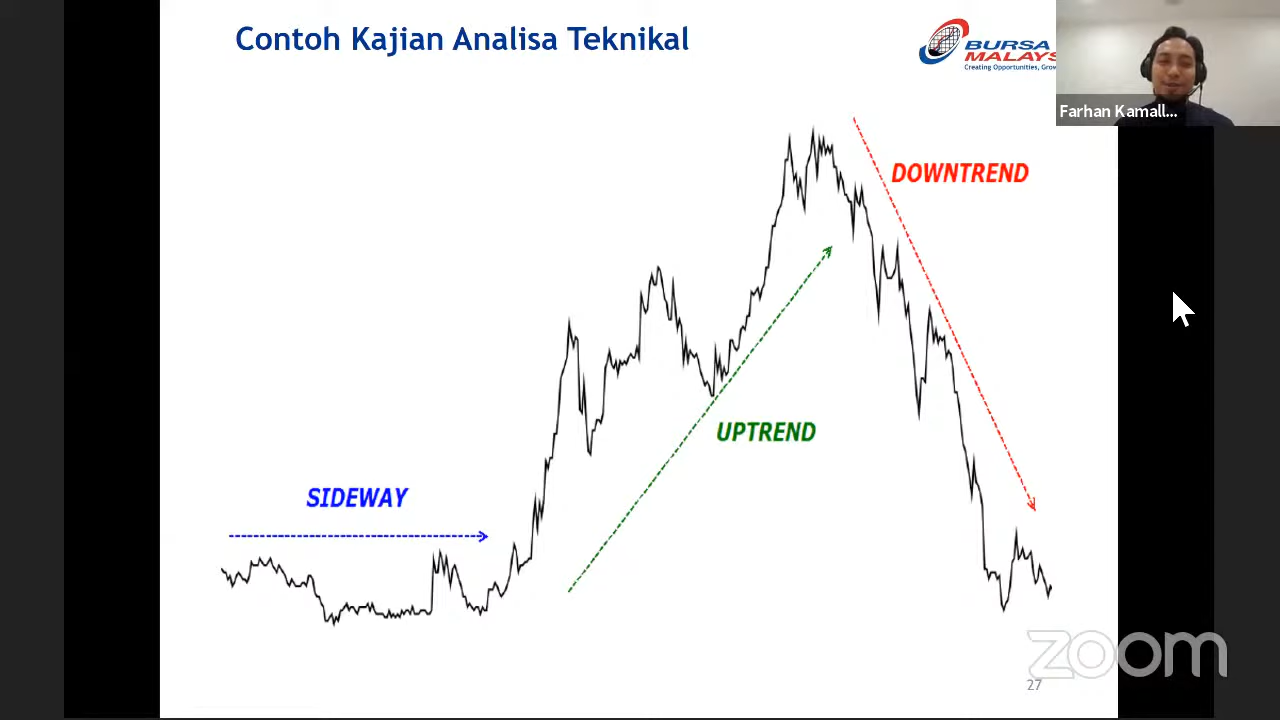 Contoh Kajian Analisa Teknikal
BURSA
MALAYS
Creating Opportunities, Grow
Farhan Kamall...
DOWNTREND
UPTREND
SIDEWAY
zoom
27